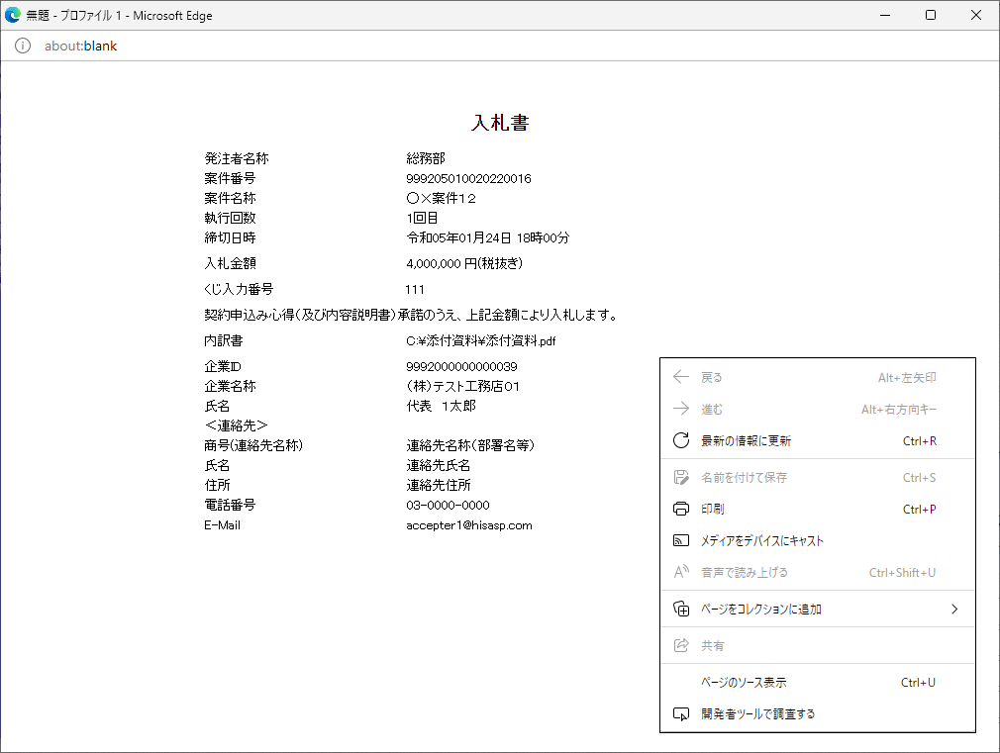 無題 - プロファイル 1 - Microsoft Edge
about:blank
入札書
発注者名称 総務部
案件番号 999205010020220016
案件名称 〇×案件12
執行回数 1回目
締切日時 令和05年01月24日 18時00分
入札金額 4,000,000 円(税抜き)
くじ入力番号 111
契約申込み心得(及び内容説明書)承諾のうえ、上記金額により入札します。
内訳書 C:¥添付資料¥添付資料.pdf
企業ID 9992000000000039
企業名称 (株)テスト工務店01
氏名 代表 1太郎
<連絡先>
商号(連絡先名称) 連絡先名称(部署名等)
氏名 連絡先氏名
住所 連絡先住所
電話番号 03-0000-0000
E-Mail accepter1@hisasp.com
戻る Alt+左矢印
進む Alt+右方向キー
最新の情報に更新 Ctrl+R
名前を付けて保存 Ctrl+S
印刷 Ctrl+P
メディアをデバイスにキャスト
音声で読み上げる Ctrl+Shift+U
ページをコレクションに追加
共有
ページのソース表示 Ctrl+U
開発者ツールで調査する